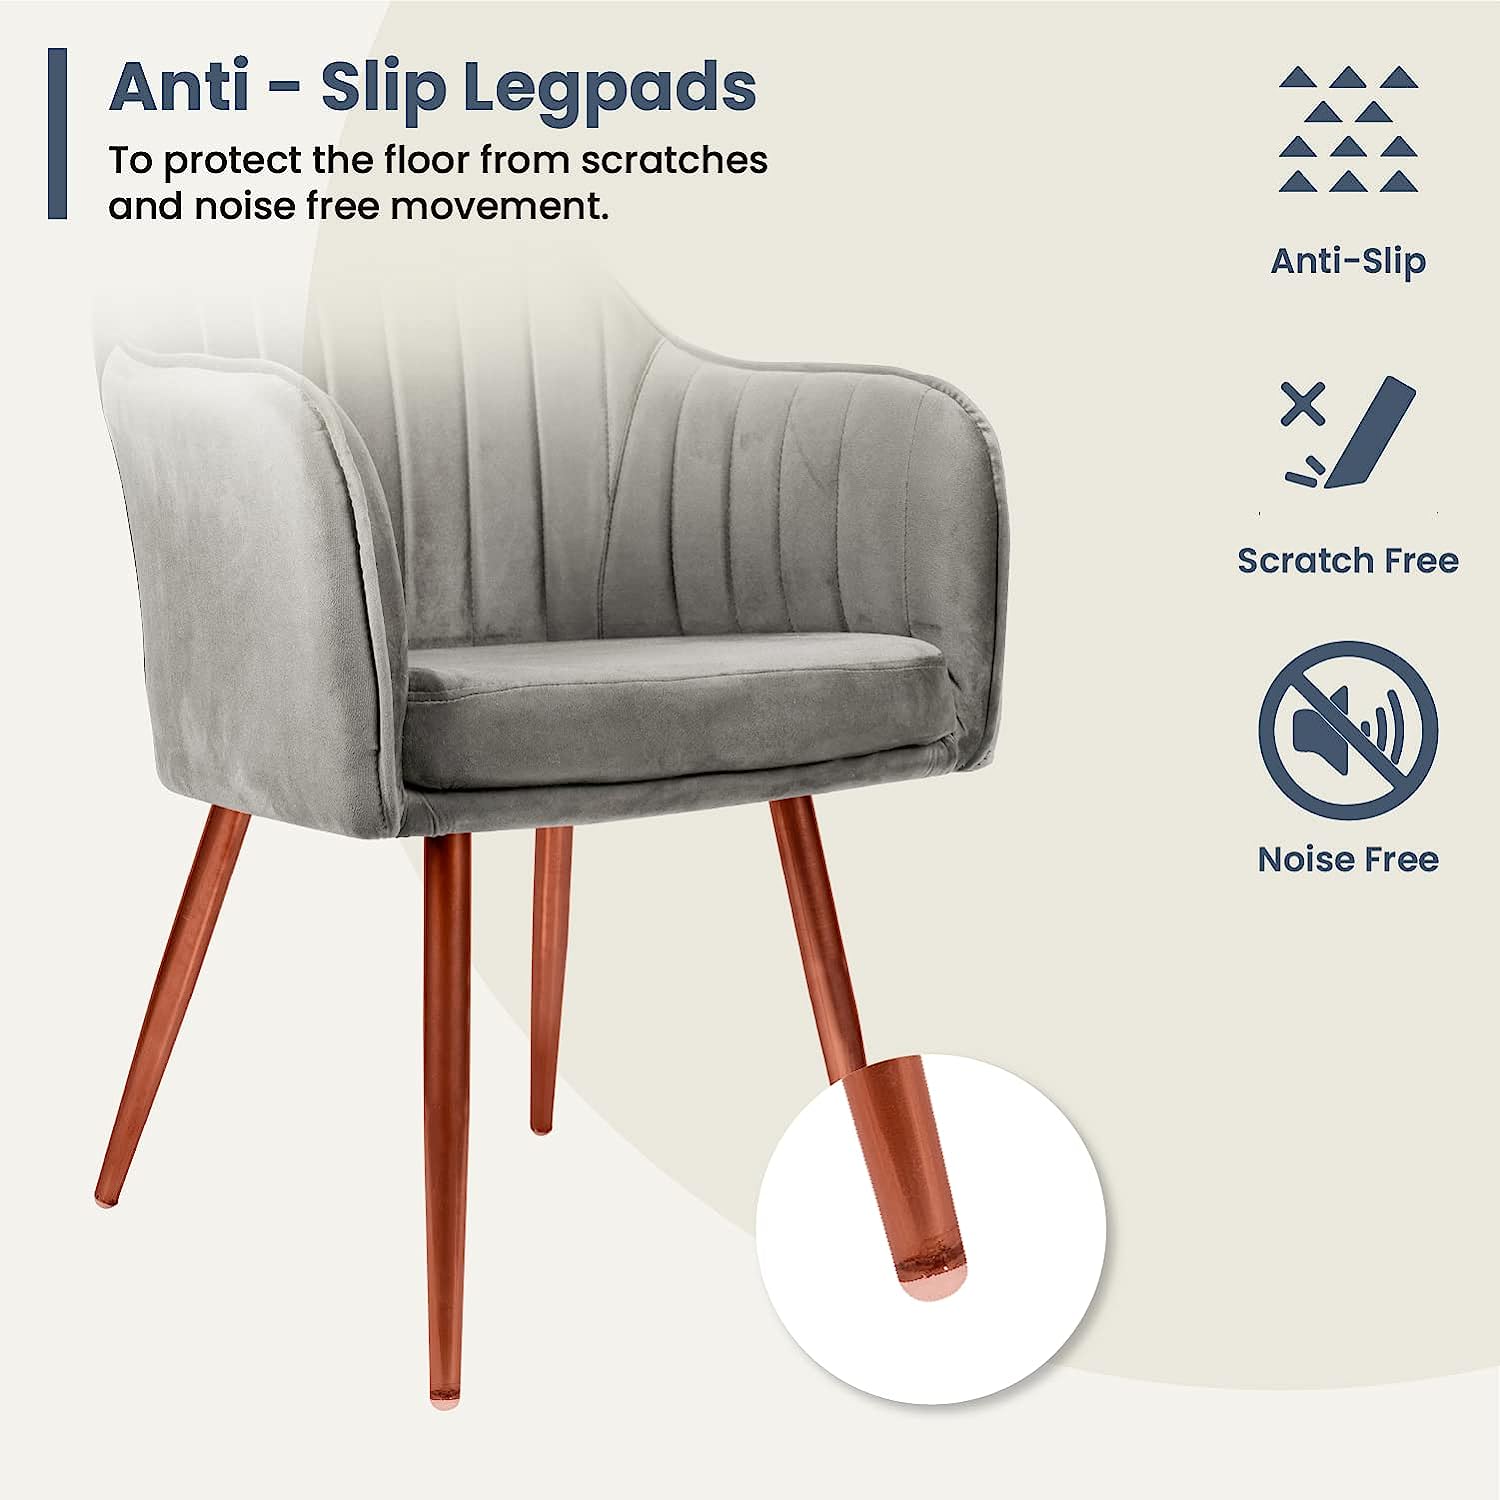 Anti - Slip Legpads
To protect the floor from scratches
and noise free movement.
Anti-Slip
Scratch Free
Noise Free